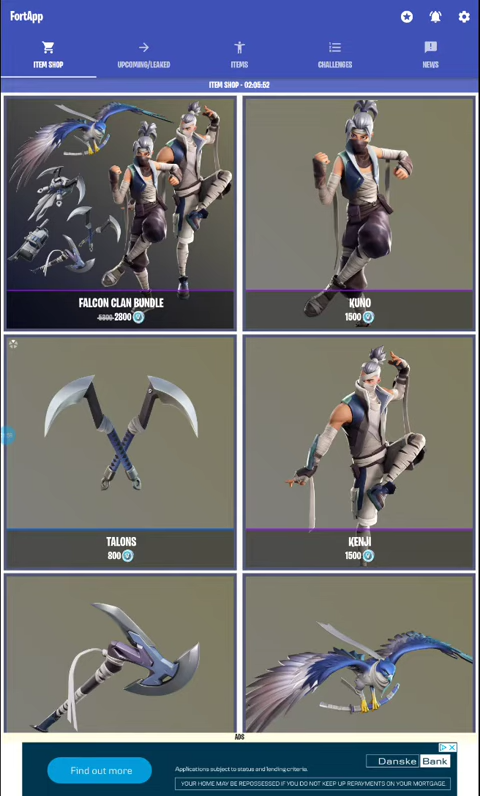 FortApp
ITEM SHOP
UPCOMING/LEAKED
ITEMS
CHALLENGES
NEWS
ITEM SHOP - 02:05:52
FALCON CLAN BUNDLE
2800
KUNO
1500
TALONS
800
KENJI
1500
ADS
Find out more
Applications subject to status and lending criteria.
Danske Bank
YOUR HOME MAY BE REPOSSESSED IF YOU DO NOT KEEP UP REPAYMENTS ON YOUR MORTGAGE.